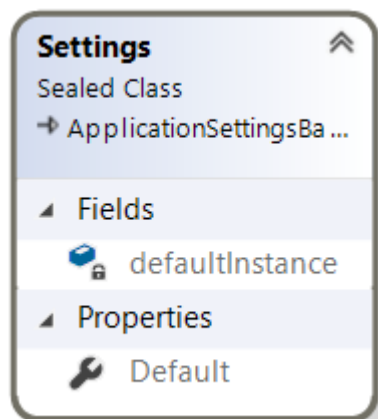 Settings
Sealed Class
ApplicationSettingsBa...
Fields
defaultInstance
Properties
Default